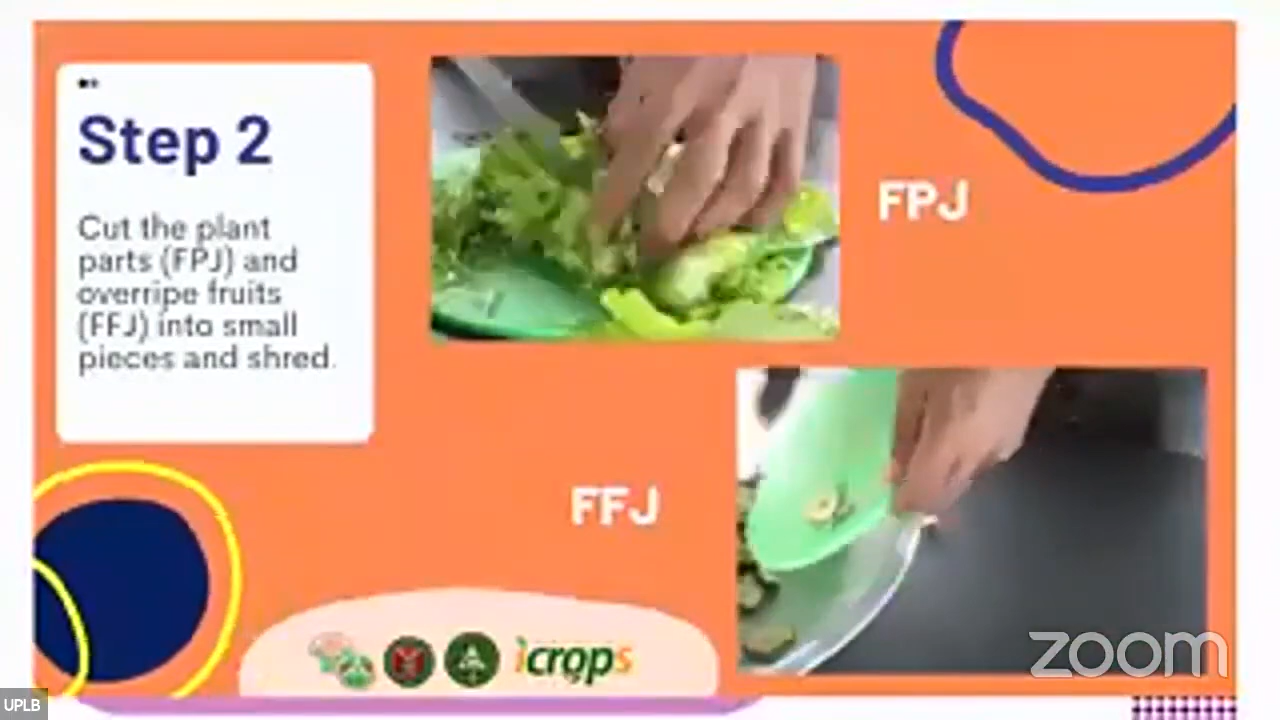 Step 2
Cut the plant
parts (FPJ) and
overripe fruits
(FFJ) into small
pieces and shred.
FPJ
FFJ
icrops
zoom
UPLB